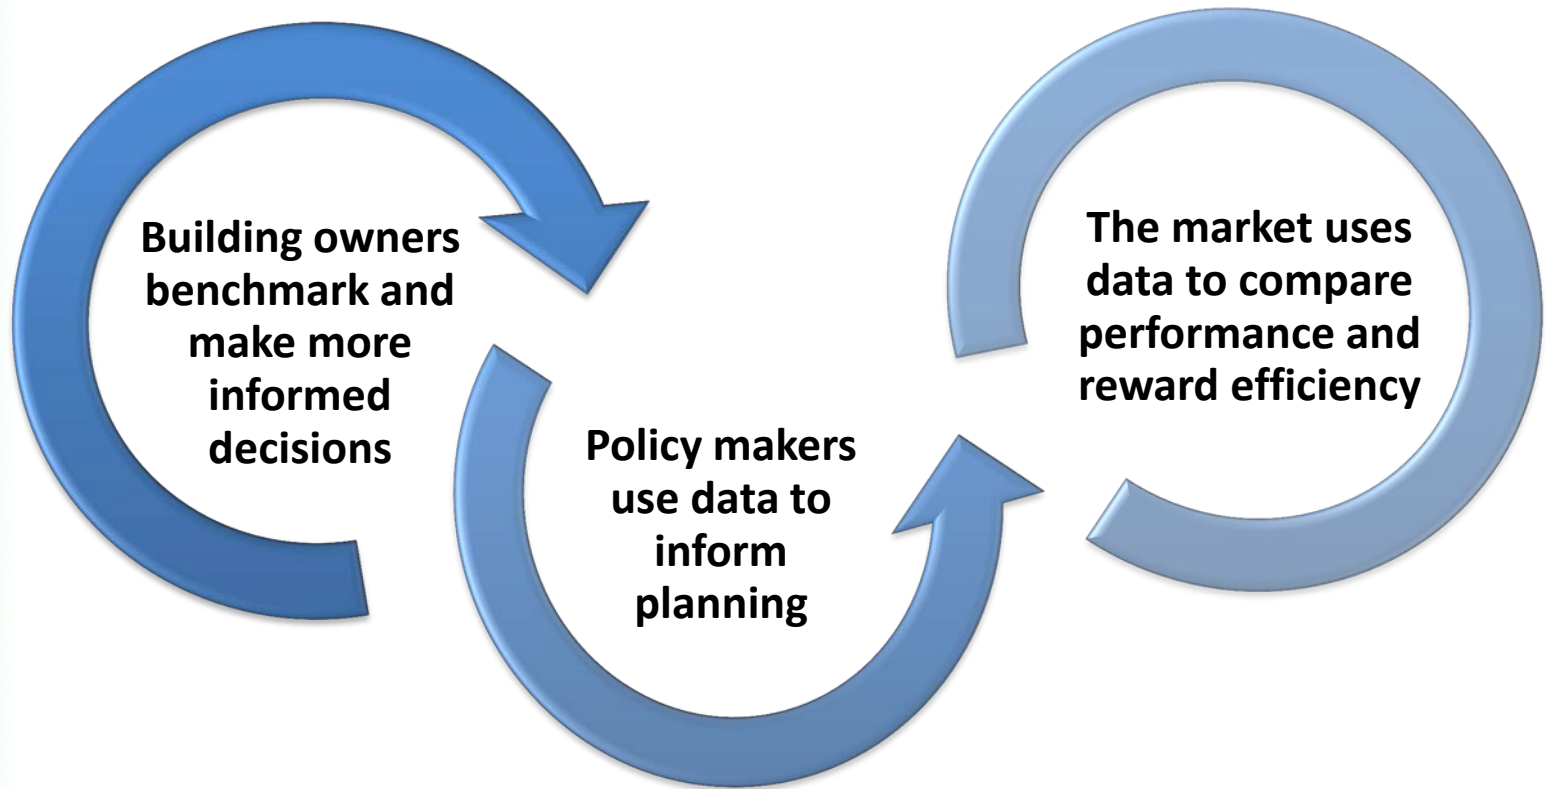 Building owners
benchmark and
make more
informed
decisions
Policy makers
use data to
inform
planning
The market uses
data to compare
performance and
reward efficiency